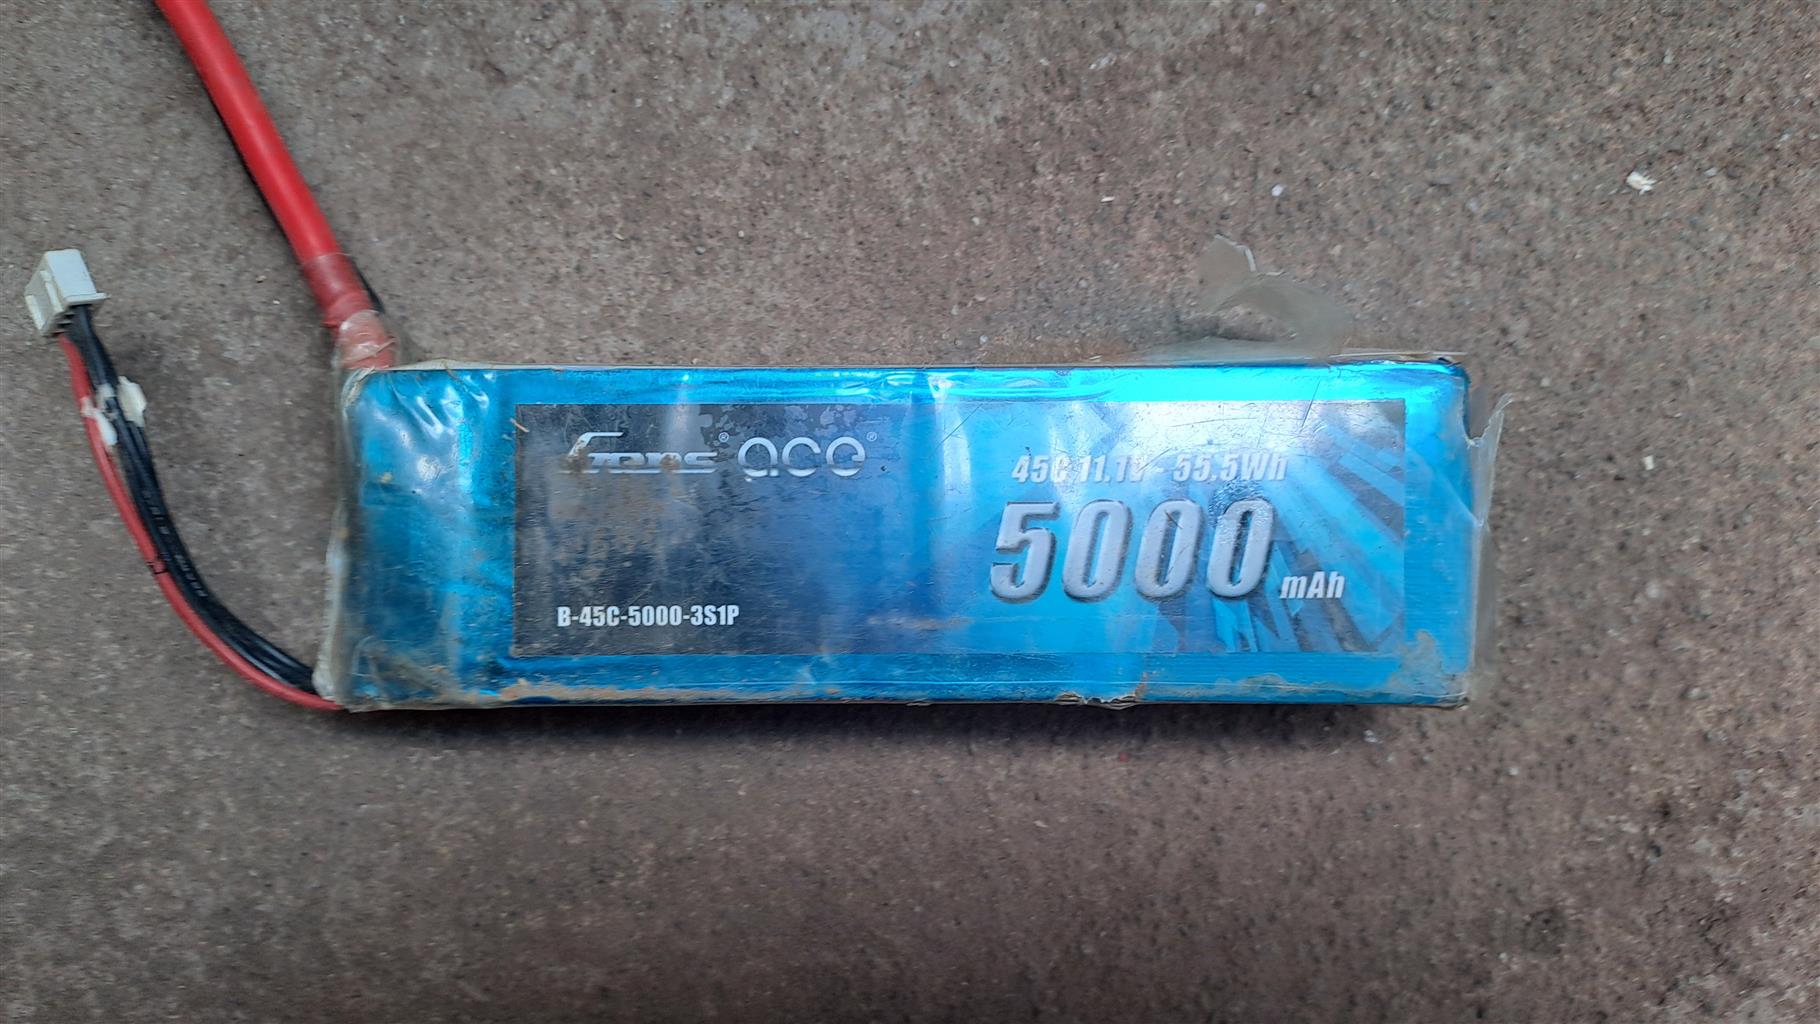 Gens® ace®
45C 11.1V - 55.5Wh
5000 mAh
B-45C-5000-3S1P